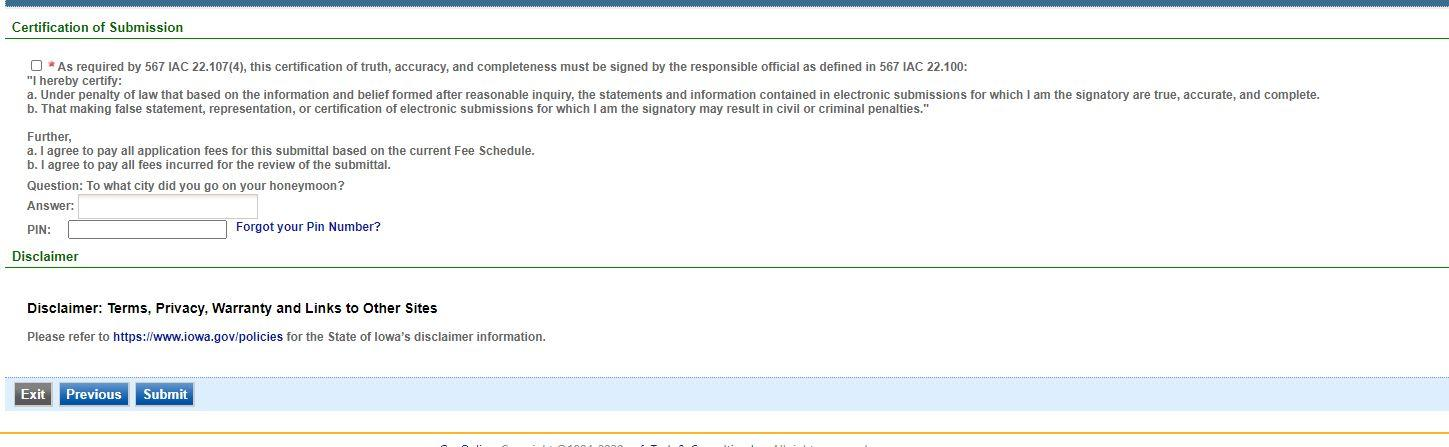 Certification of Submission
* As required by 567 IAC 22.107(4), this certification of truth, accuracy, and completeness must be signed by the responsible official as defined in 567 IAC 22.100:
"I hereby certify:
a. Under penalty of law that based on the information and belief formed after reasonable inquiry, the statements and information contained in electronic submissions for which I am the signatory are true, accurate, and complete.
b. That making false statement, representation, or certification of electronic submissions for which I am the signatory may result in civil or criminal penalties."
Further,
a. I agree to pay all application fees for this submittal based on the current Fee Schedule.
b. I agree to pay all fees incurred for the review of the submittal.
Question: To what city did you go on your honeymoon?
Answer:
PIN: Forgot your Pin Number?
Disclaimer
Disclaimer: Terms, Privacy, Warranty and Links to Other Sites
Please refer to https://www.iowa.gov/policies for the State of Iowa’s disclaimer information.
Exit Previous Submit